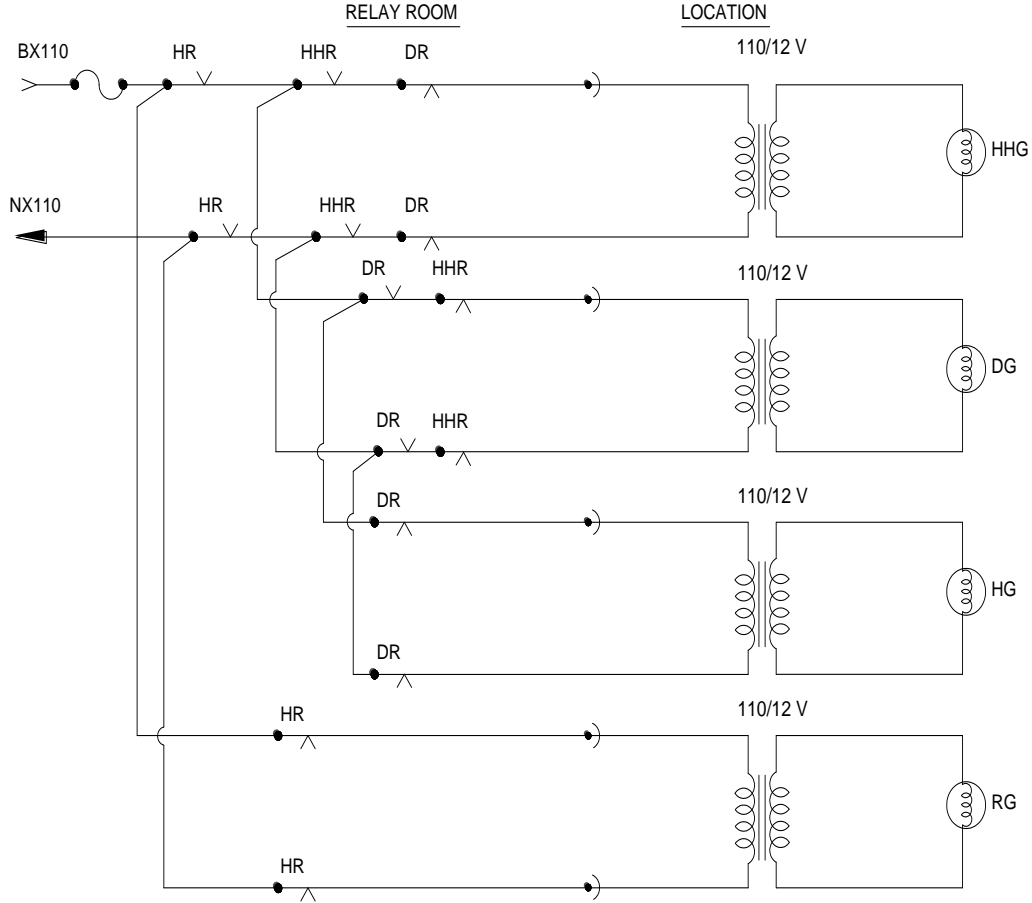 RELAY ROOM LOCATION
110/12 V
BX110 HR HHR DR
HHG
NX110 HR HHR DR
110/12 V
DR HHR
DG
DR HHR
110/12 V
DR
HG
DR
110/12 V
HR
RG
HR